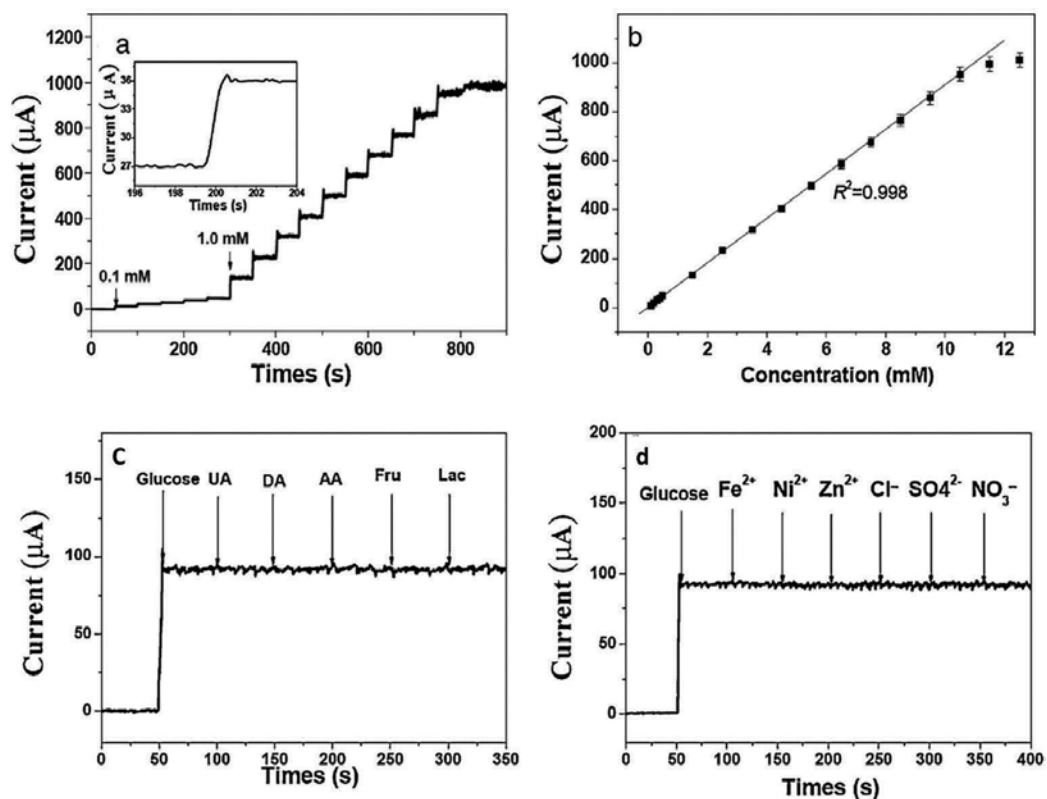 a
1200
1000
800
600
400
200
0
Current (μA)
36
33
30
27
Current (μ A)
196 198 200 202 204
Times (s)
0.1 mM
1.0 mM
0 200 400 600 800
Times (s)
b
1000
800
600
400
200
0
Current (μA)
R²=0.998
0 2 4 6 8 10 12
Concentration (mM)
c
150
100
50
0
Current (μA)
Glucose UA DA AA Fru Lac
0 50 100 150 200 250 300 350
Times (s)
d
200
150
100
50
0
Current (μA)
Glucose Fe²⁺ Ni²⁺ Zn²⁺ Cl⁻ SO4²⁻ NO₃⁻
0 50 100 150 200 250 300 350 400
Times (s)